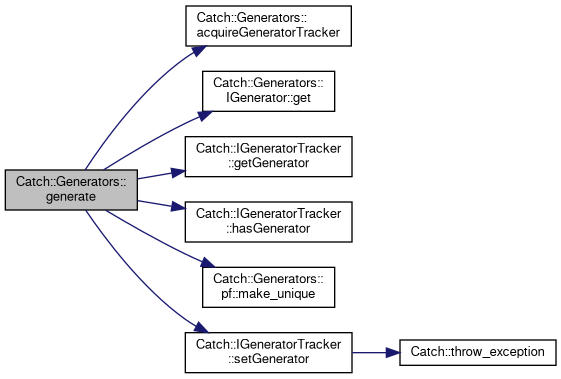 Catch::Generators::
acquireGeneratorTracker
Catch::Generators::
IGenerator::get
Catch::IGeneratorTracker
::getGenerator
Catch::Generators::
generate
Catch::IGeneratorTracker
::hasGenerator
Catch::Generators::
pf::make_unique
Catch::IGeneratorTracker
::setGenerator
Catch::throw_exception